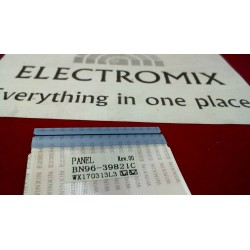 ELECTROMIX
Everything in one place
PANEL Rev.00
BN96-39821C
WK170313L3